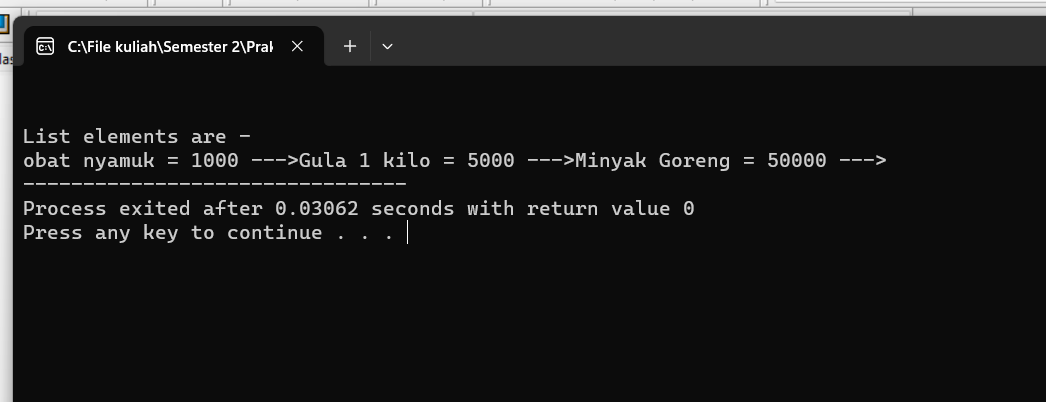 C:\File kuliah\Semester 2\Pral
List elements are -
obat nyamuk = 1000 --->Gula 1 kilo = 5000 --->Minyak Goreng = 50000 --->
--------------------------------
Process exited after 0.03062 seconds with return value 0
Press any key to continue . . .